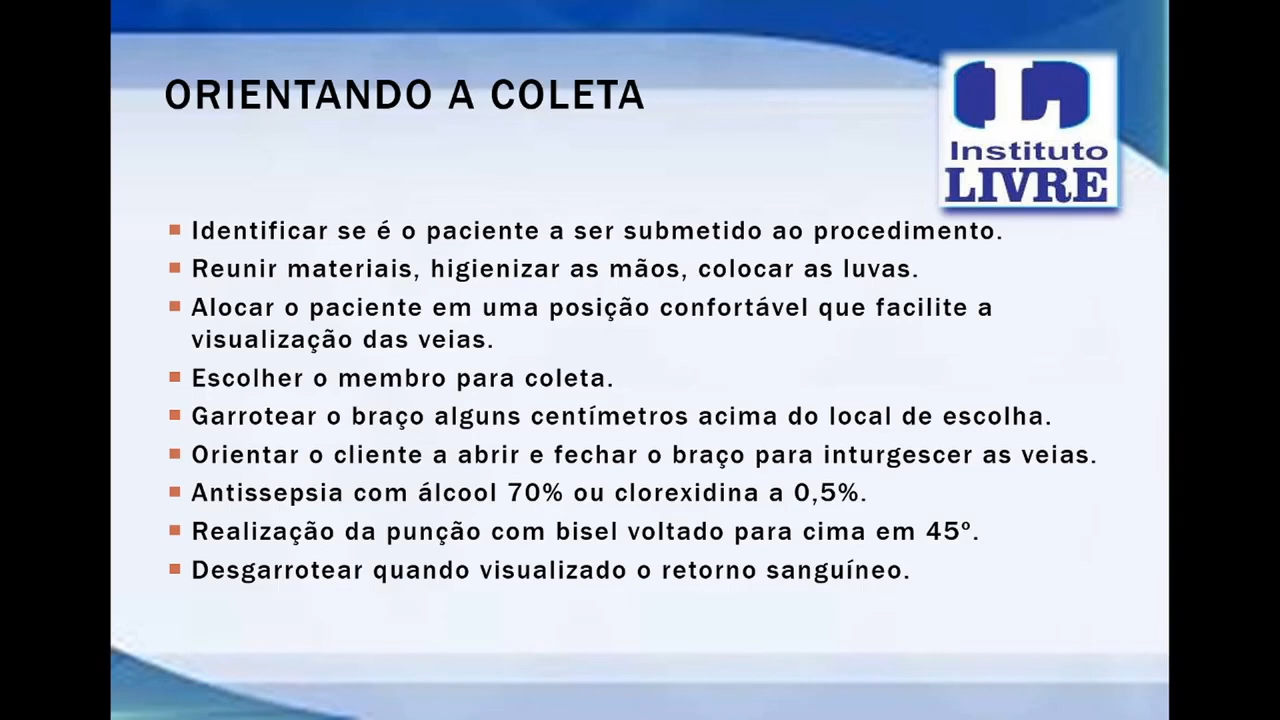 ORIENTANDO A COLETA
Instituto
LIVRE
Identificar se é o paciente a ser submetido ao procedimento.
Reunir materiais, higienizar as mãos, colocar as luvas.
Alocar o paciente em uma posição confortável que facilite a
visualização das veias.
Escolher o membro para coleta.
Garrotear o braço alguns centímetros acima do local de escolha.
Orientar o cliente a abrir e fechar o braço para inturgescer as veias.
Antissepsia com álcool 70% ou clorexidina a 0,5%.
Realização da punção com bisel voltado para cima em 45º.
Desgarrotear quando visualizado o retorno sanguíneo.